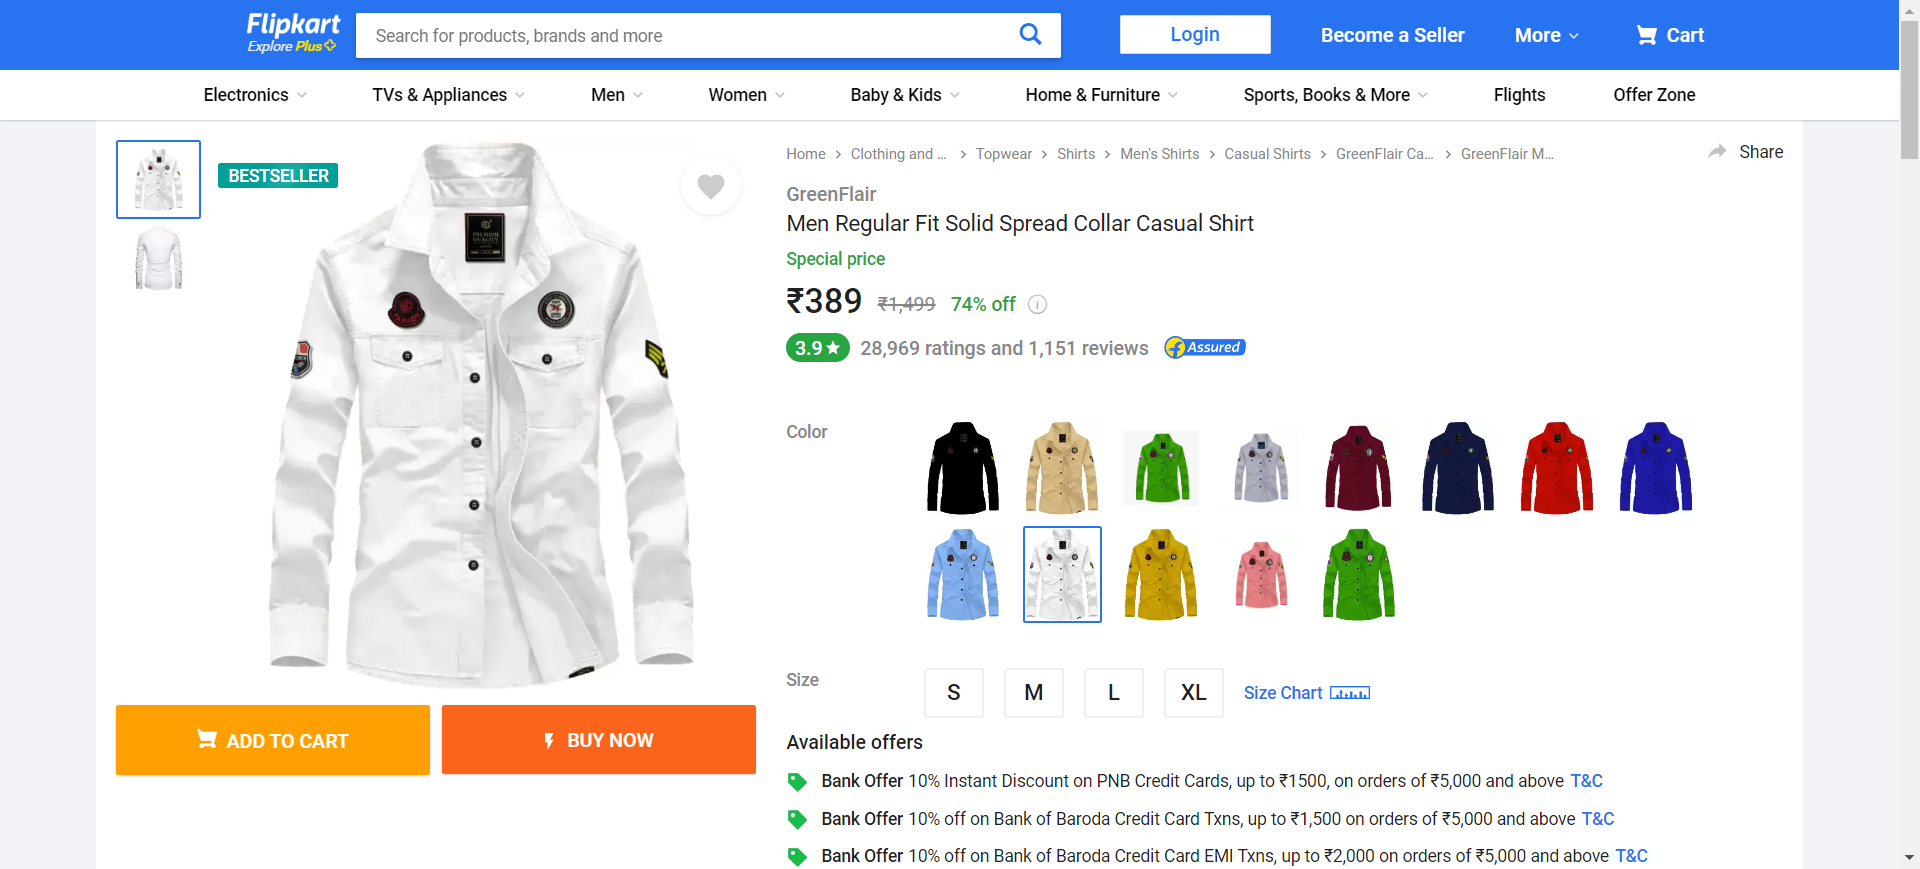 Flipkart
Explore Plus
Search for products, brands and more
Login
Become a Seller
More
Cart
Electronics
TVs & Appliances
Men
Women
Baby & Kids
Home & Furniture
Sports, Books & More
Flights
Offer Zone
BESTSELLER
PREMIUM
QUALITY
Home > Clothing and ... > Topwear > Shirts > Men's Shirts > Casual Shirts > GreenFlair Ca... > GreenFlair M...
Share
GreenFlair
Men Regular Fit Solid Spread Collar Casual Shirt
Special price
₹389 ₹1,499 74% off
3.9 ★ 28,969 ratings and 1,151 reviews Assured
Color
Size
S
M
L
XL
Size Chart
ADD TO CART
BUY NOW
Available offers
Bank Offer 10% Instant Discount on PNB Credit Cards, up to ₹1500, on orders of ₹5,000 and above T&C
Bank Offer 10% off on Bank of Baroda Credit Card Txns, up to ₹1,500 on orders of ₹5,000 and above T&C
Bank Offer 10% off on Bank of Baroda Credit Card EMI Txns, up to ₹2,000 on orders of ₹5,000 and above T&C